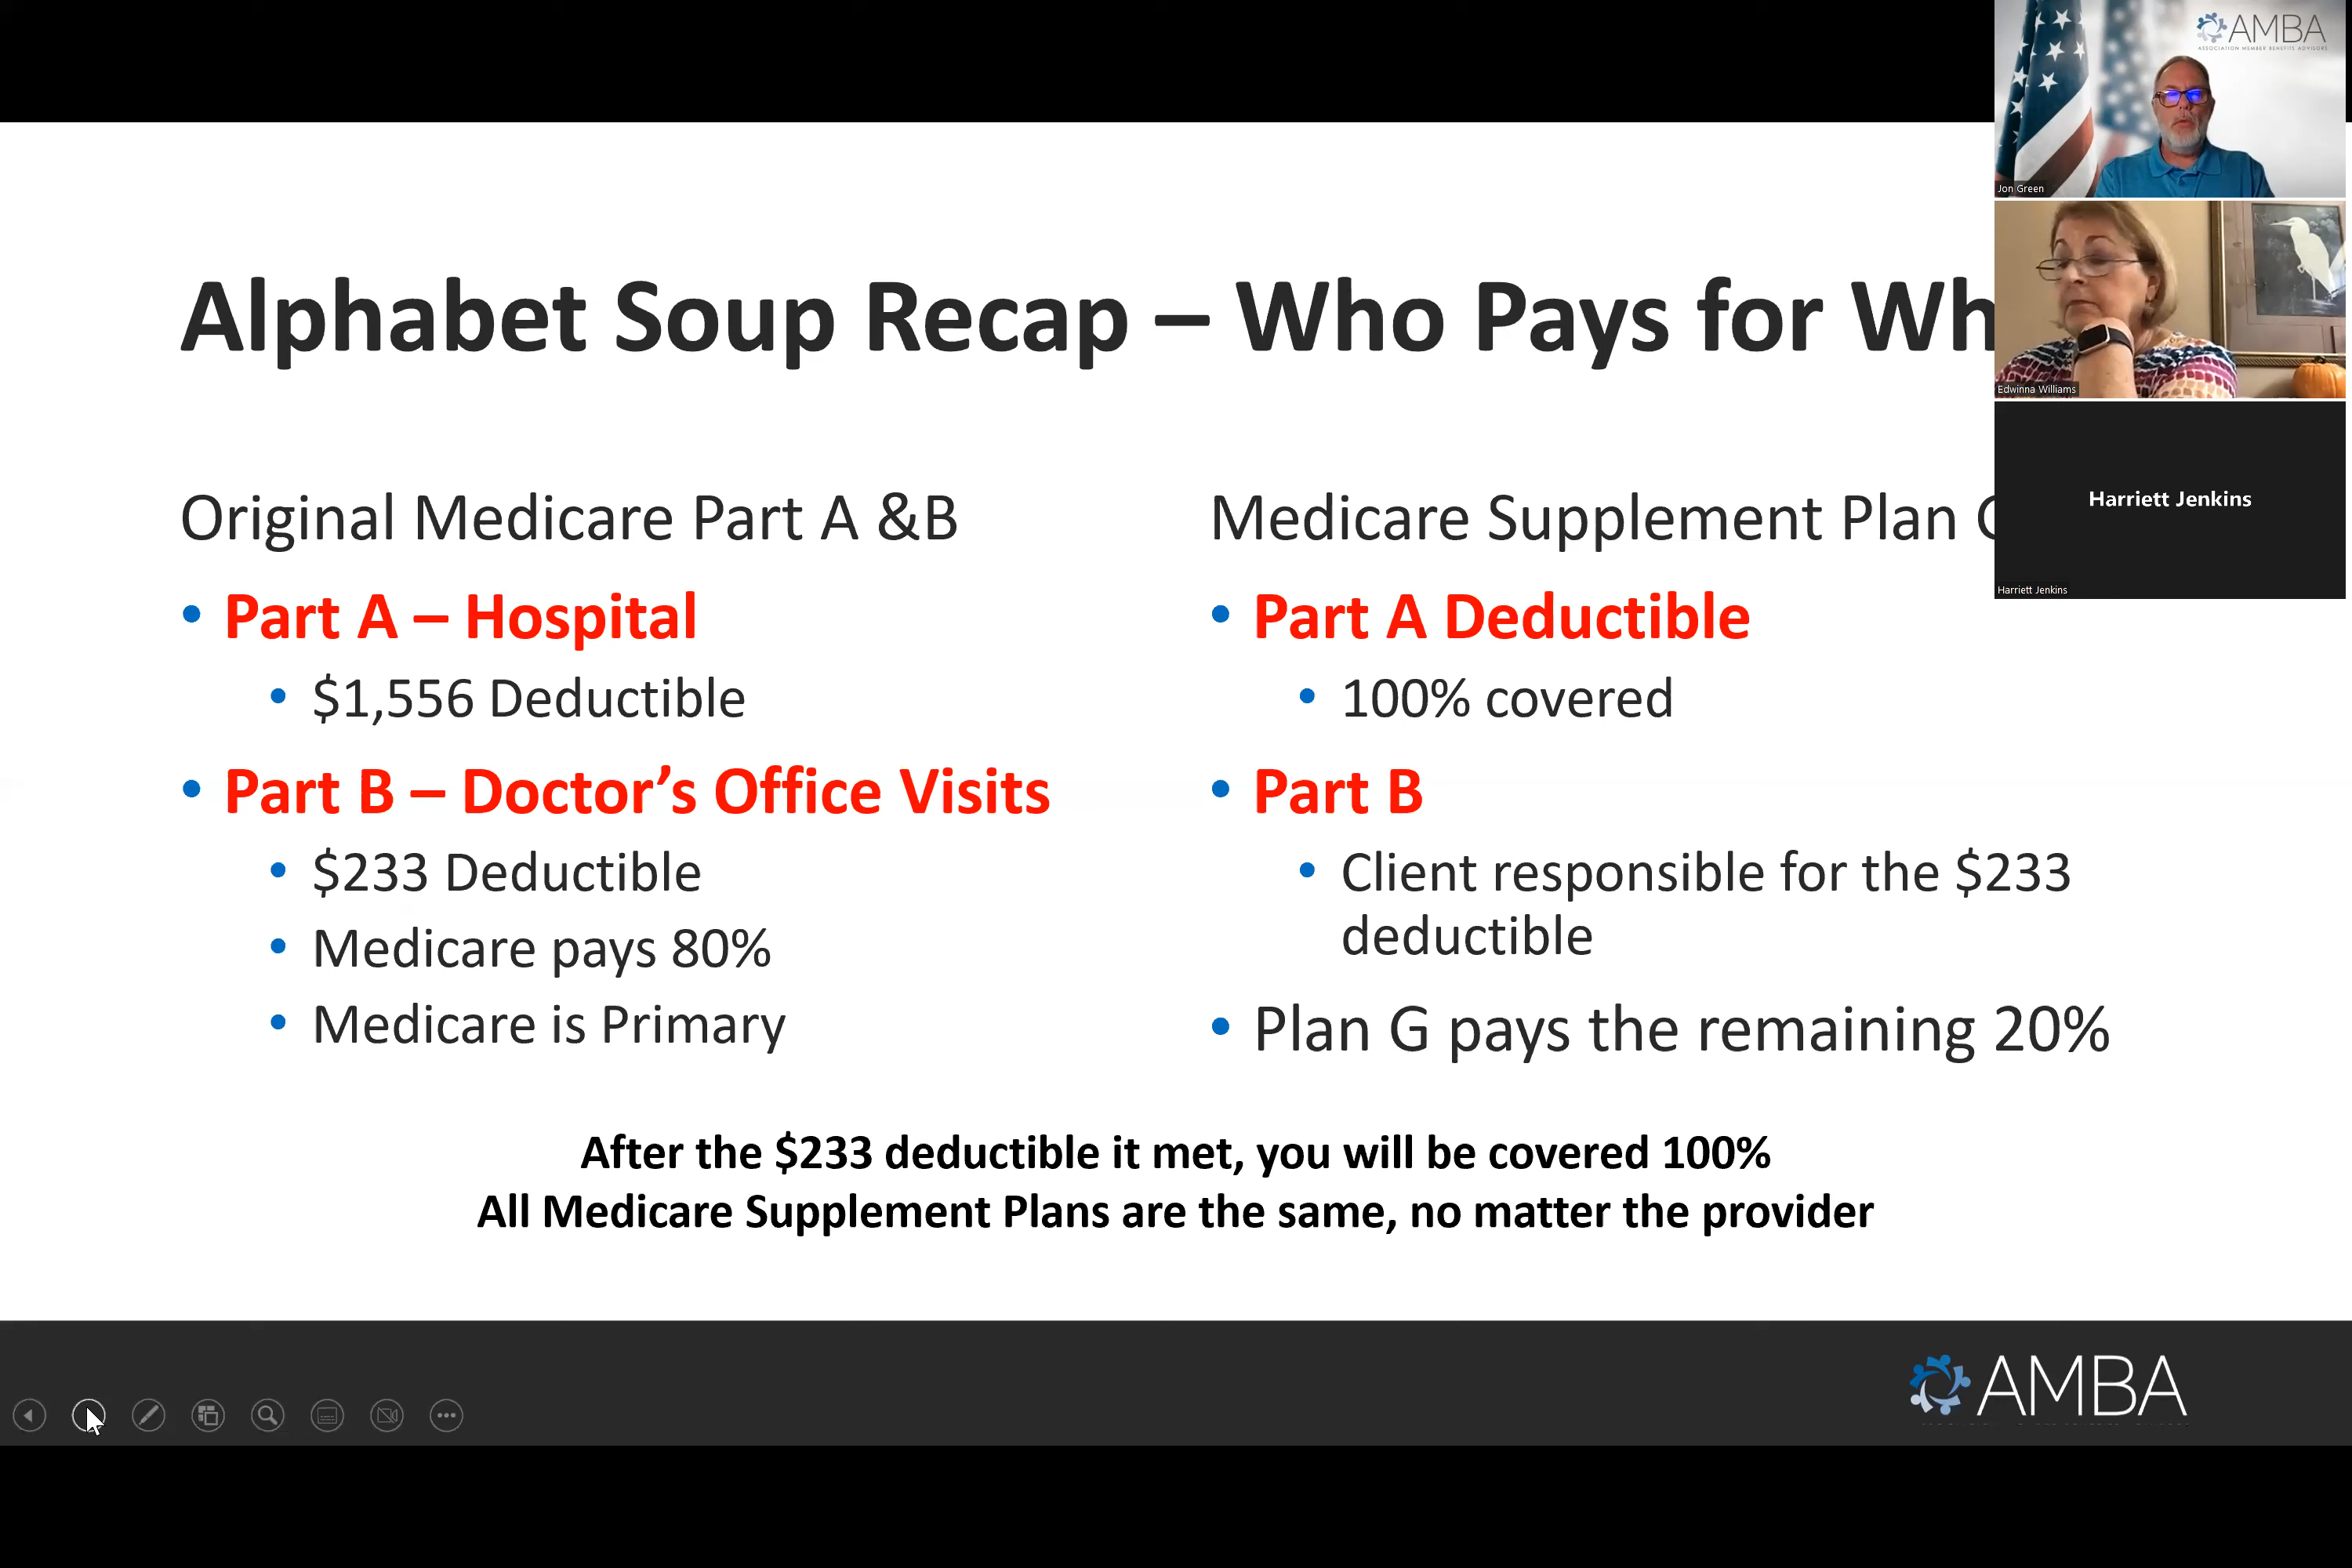 AMBA
ASSOCIATION MEMBER BENEFITS ADVISORS
Jon Green
Edwinna Williams
Harriett Jenkins
Harriett Jenkins
Alphabet Soup Recap – Who Pays for Wh
Original Medicare Part A &B
• Part A – Hospital
• $1,556 Deductible
• Part B – Doctor’s Office Visits
• $233 Deductible
• Medicare pays 80%
• Medicare is Primary
Medicare Supplement Plan
• Part A Deductible
• 100% covered
• Part B
• Client responsible for the $233
deductible
• Plan G pays the remaining 20%
After the $233 deductible it met, you will be covered 100%
All Medicare Supplement Plans are the same, no matter the provider
AMBA